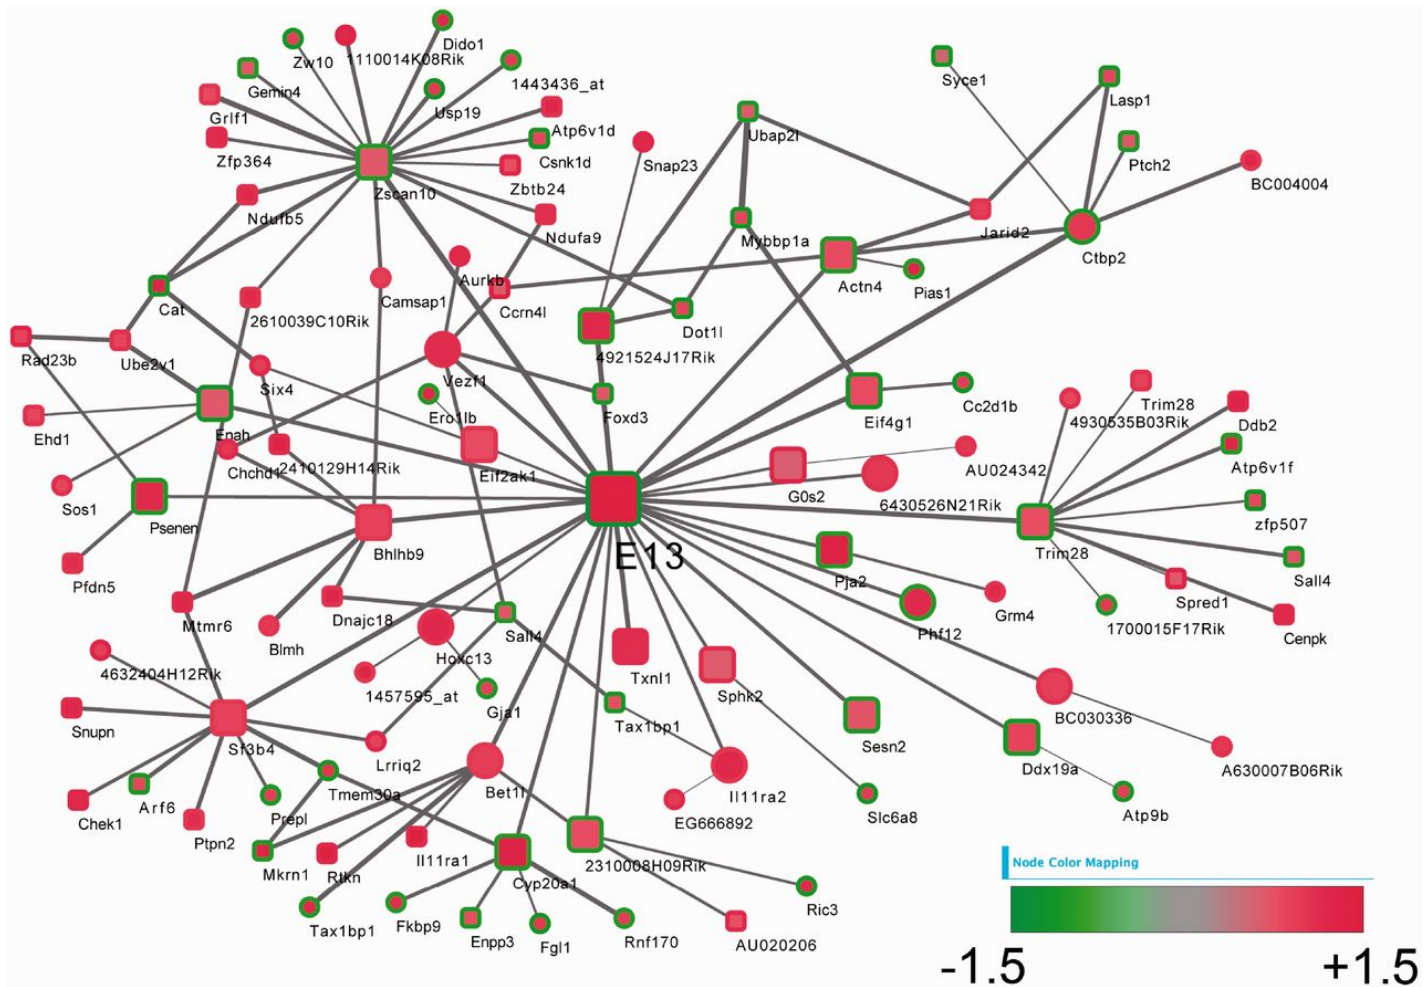 Dido1
Zw10
1110014K08Rik
Gemin4
1443436_at
Syce1
Usp19
Lasp1
Grlf1
Atp6v1d
Ubap2l
Zfp364
Csnk1d
Snap23
Ptch2
Zbtb24
BC004004
Zscan10
Ndufb5
Ndufa9
Mybbp1a
Jarid2
Ctbp2
Aurkb
Actn4
Pias1
Camsap1
Ccrn4l
Cat
2610039C10Rik
Dot1l
Rad23b
Ube2v1
4921524J17Rik
Vezf1
Six4
Ero1lb
Foxd3
Cc2d1b
Trim28
Eif4g1
4930535B03Rik
Ddb2
Ehd1
Enah
Chchd1
2410129H14Rik
Eif2ak1
AU024342
Atp6v1f
G0s2
6430526N21Rik
Sos1
Psenen
zfp507
Bhlhb9
E13
Trim28
Pja2
Sall4
Pfdn5
Spred1
Mtmr6
Dnajc18
Sall4
Grm4
1700015F17Rik
Phf12
Cenpk
Blmh
Hoxc13
4632404H12Rik
Txnl1
1457595_at
Sphk2
Gja1
Tax1bp1
BC030336
Snupn
Sf3b4
Sesn2
Lrriq2
Ddx19a
A630007B06Rik
Bet1l
Tmem30a
Il11ra2
Arf6
Prepl
EG666892
Slc6a8
Atp9b
Chek1
Ptpn2
Il11ra1
2310008H09Rik
Mkrn1
Rtkn
Cyp20a1
Node Color Mapping
Ric3
Tax1bp1
Fkbp9
Enpp3
Fgl1
Rnf170
AU020206
-1.5
+1.5